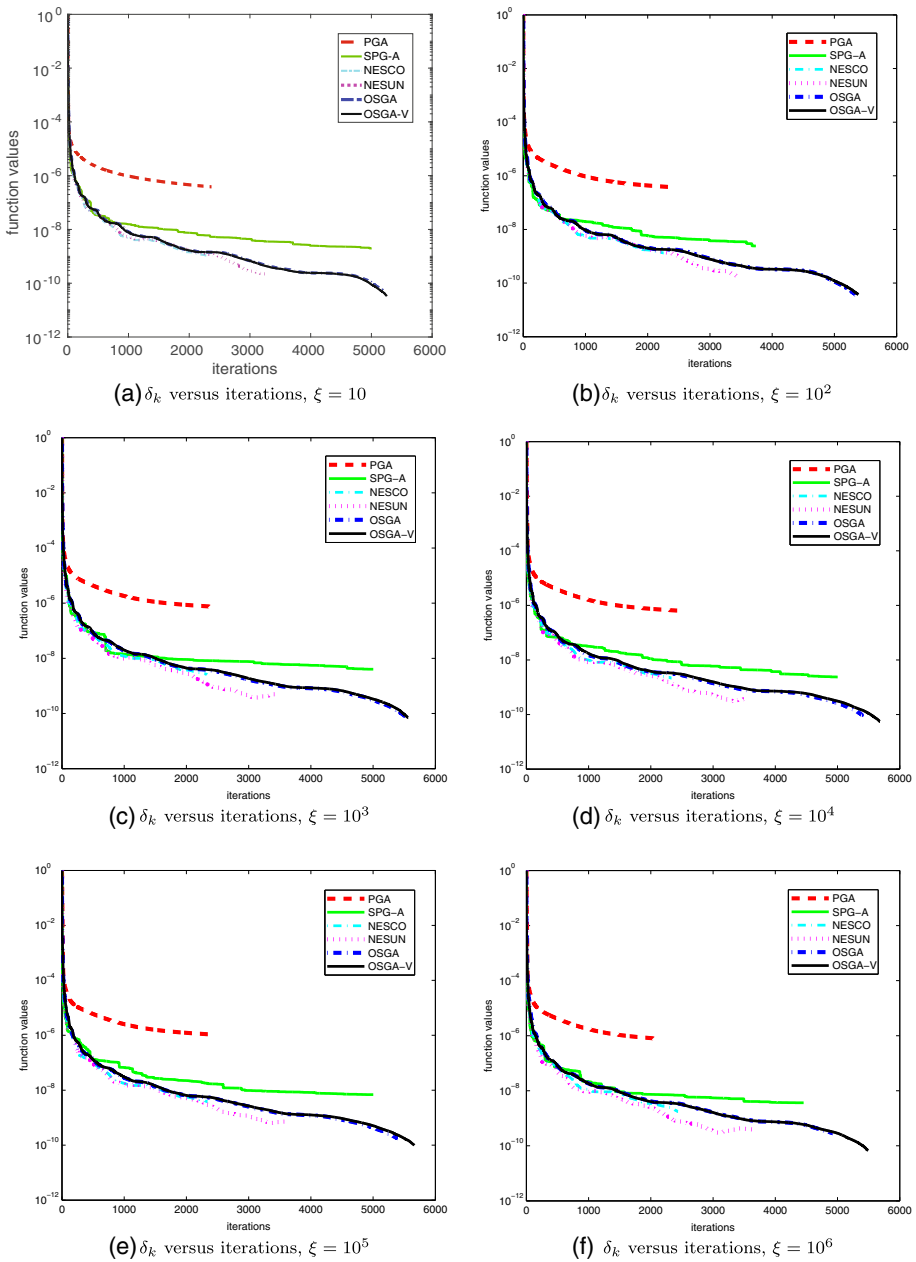 function values
10^0
10^-2
10^-4
10^-6
10^-8
10^-10
10^-12
PGA
SPG-A
NESCO
NESUN
OSGA
OSGA-V
0 1000 2000 3000 4000 5000 6000
iterations
(a) δ_k versus iterations, ξ = 10
function values
10^0
10^-2
10^-4
10^-6
10^-8
10^-10
10^-12
PGA
SPG-A
NESCO
NESUN
OSGA
OSGA-V
0 1000 2000 3000 4000 5000 6000
iterations
(b) δ_k versus iterations, ξ = 10^2
function values
10^0
10^-2
10^-4
10^-6
10^-8
10^-10
10^-12
PGA
SPG-A
NESCO
NESUN
OSGA
OSGA-V
0 1000 2000 3000 4000 5000 6000
iterations
(c) δ_k versus iterations, ξ = 10^3
function values
10^0
10^-2
10^-4
10^-6
10^-8
10^-10
10^-12
PGA
SPG-A
NESCO
NESUN
OSGA
OSGA-V
0 1000 2000 3000 4000 5000 6000
iterations
(d) δ_k versus iterations, ξ = 10^4
function values
10^0
10^-2
10^-4
10^-6
10^-8
10^-10
10^-12
PGA
SPG-A
NESCO
NESUN
OSGA
OSGA-V
0 1000 2000 3000 4000 5000 6000
iterations
(e) δ_k versus iterations, ξ = 10^5
function values
10^0
10^-2
10^-4
10^-6
10^-8
10^-10
10^-12
PGA
SPG-A
NESCO
NESUN
OSGA
OSGA-V
0 1000 2000 3000 4000 5000 6000
iterations
(f) δ_k versus iterations, ξ = 10^6